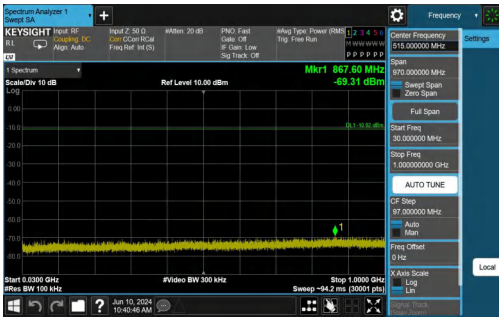 Spectrum Analyzer 1
Swept SA
Frequency
KEYSIGHT
Input: RF
Input Z: 50 Ω
#Atten: 20 dB
PNO: Fast
#Avg Type: Power (RMS
1 2 3 4 5 6
RL
Coupling: DC
Corr CCorr RCal
Gate: Off
Trig: Free Run
Align: Auto
Freq Ref: Int (S)
IF Gain: Low
Sig Track: Off
M W W W W W
P P P P P P
LV
1 Spectrum
Mkr1 867.60 MHz
Scale/Div 10 dB
Ref Level 10.00 dBm
-69.31 dBm
Log
0.00
-10.0
DL1 -10.92 dBm
-20.0
-30.0
-40.0
-50.0
-60.0
-70.0
-80.0
1
Start 0.0300 GHz
#Video BW 300 kHz
Stop 1.0000 GHz
#Res BW 100 kHz
Sweep ~94.2 ms (30001 pts)
Jun 10, 2024
10:40:46 AM
Center Frequency
515.000000 MHz
Settings
Span
970.000000 MHz
Swept Span
Zero Span
Full Span
Start Freq
30.000000 MHz
Stop Freq
1.000000000 GHz
AUTO TUNE
CF Step
97.000000 MHz
Auto
Man
Freq Offset
0 Hz
X Axis Scale
Log
Lin
Local
Signal Track